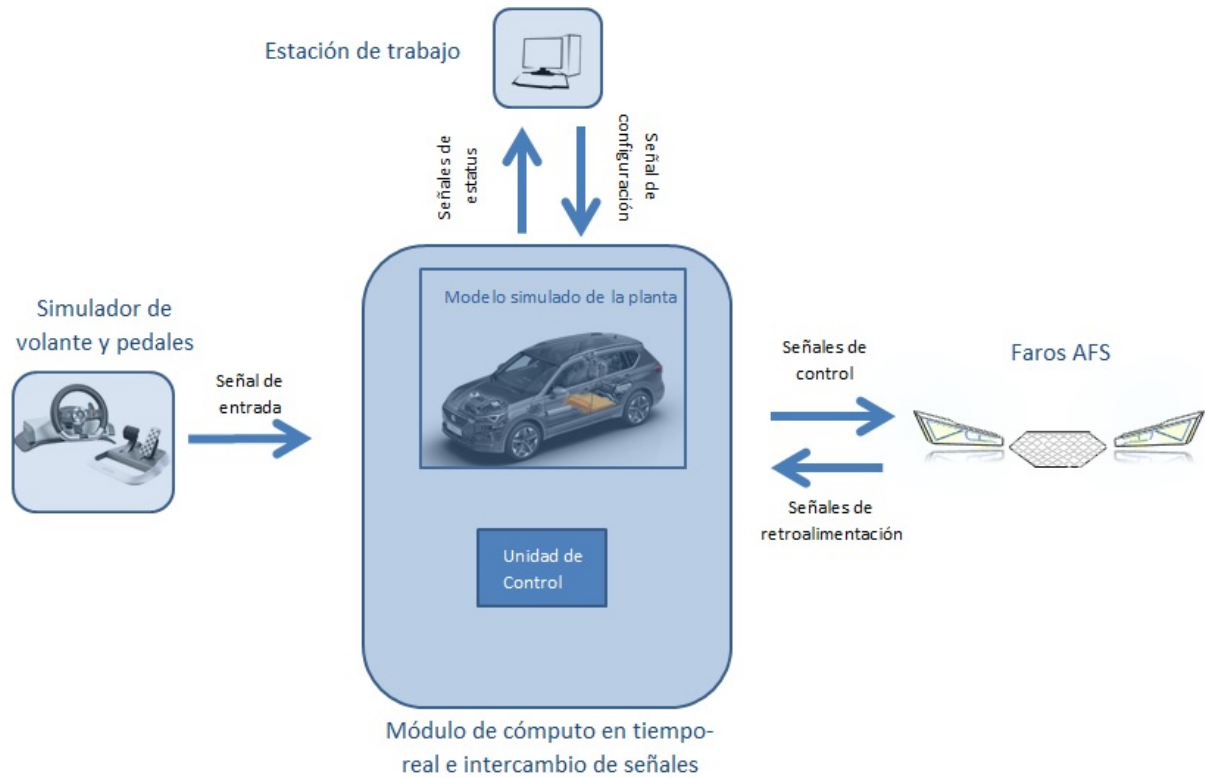 Estación de trabajo
Señales de
estatus
Señal de
configuración
Modelo simulado de la planta
Simulador de
volante y pedales
Señal de
entrada
Señales de
control
Faros AFS
Señales de
retroalimentación
Unidad de
Control
Módulo de cómputo en tiempo-
real e intercambio de señales